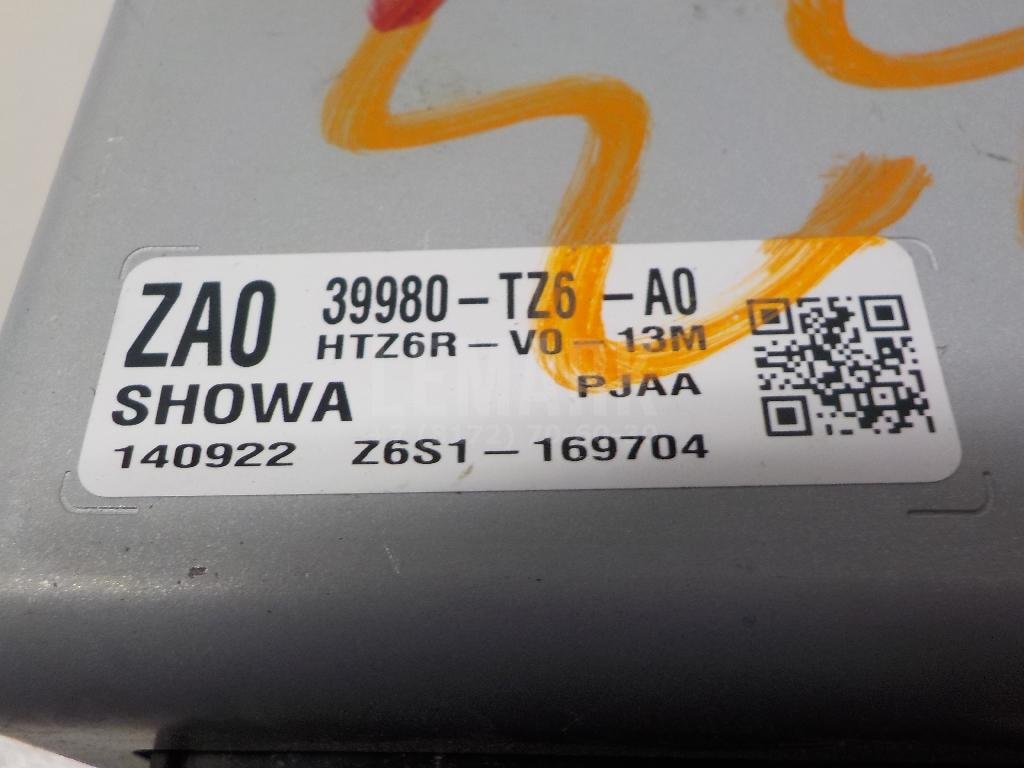 ZA0 39980-TZ6 -A0
HTZ6R-V0-13M
SHOWA PJAA
140922 Z6S1-169704